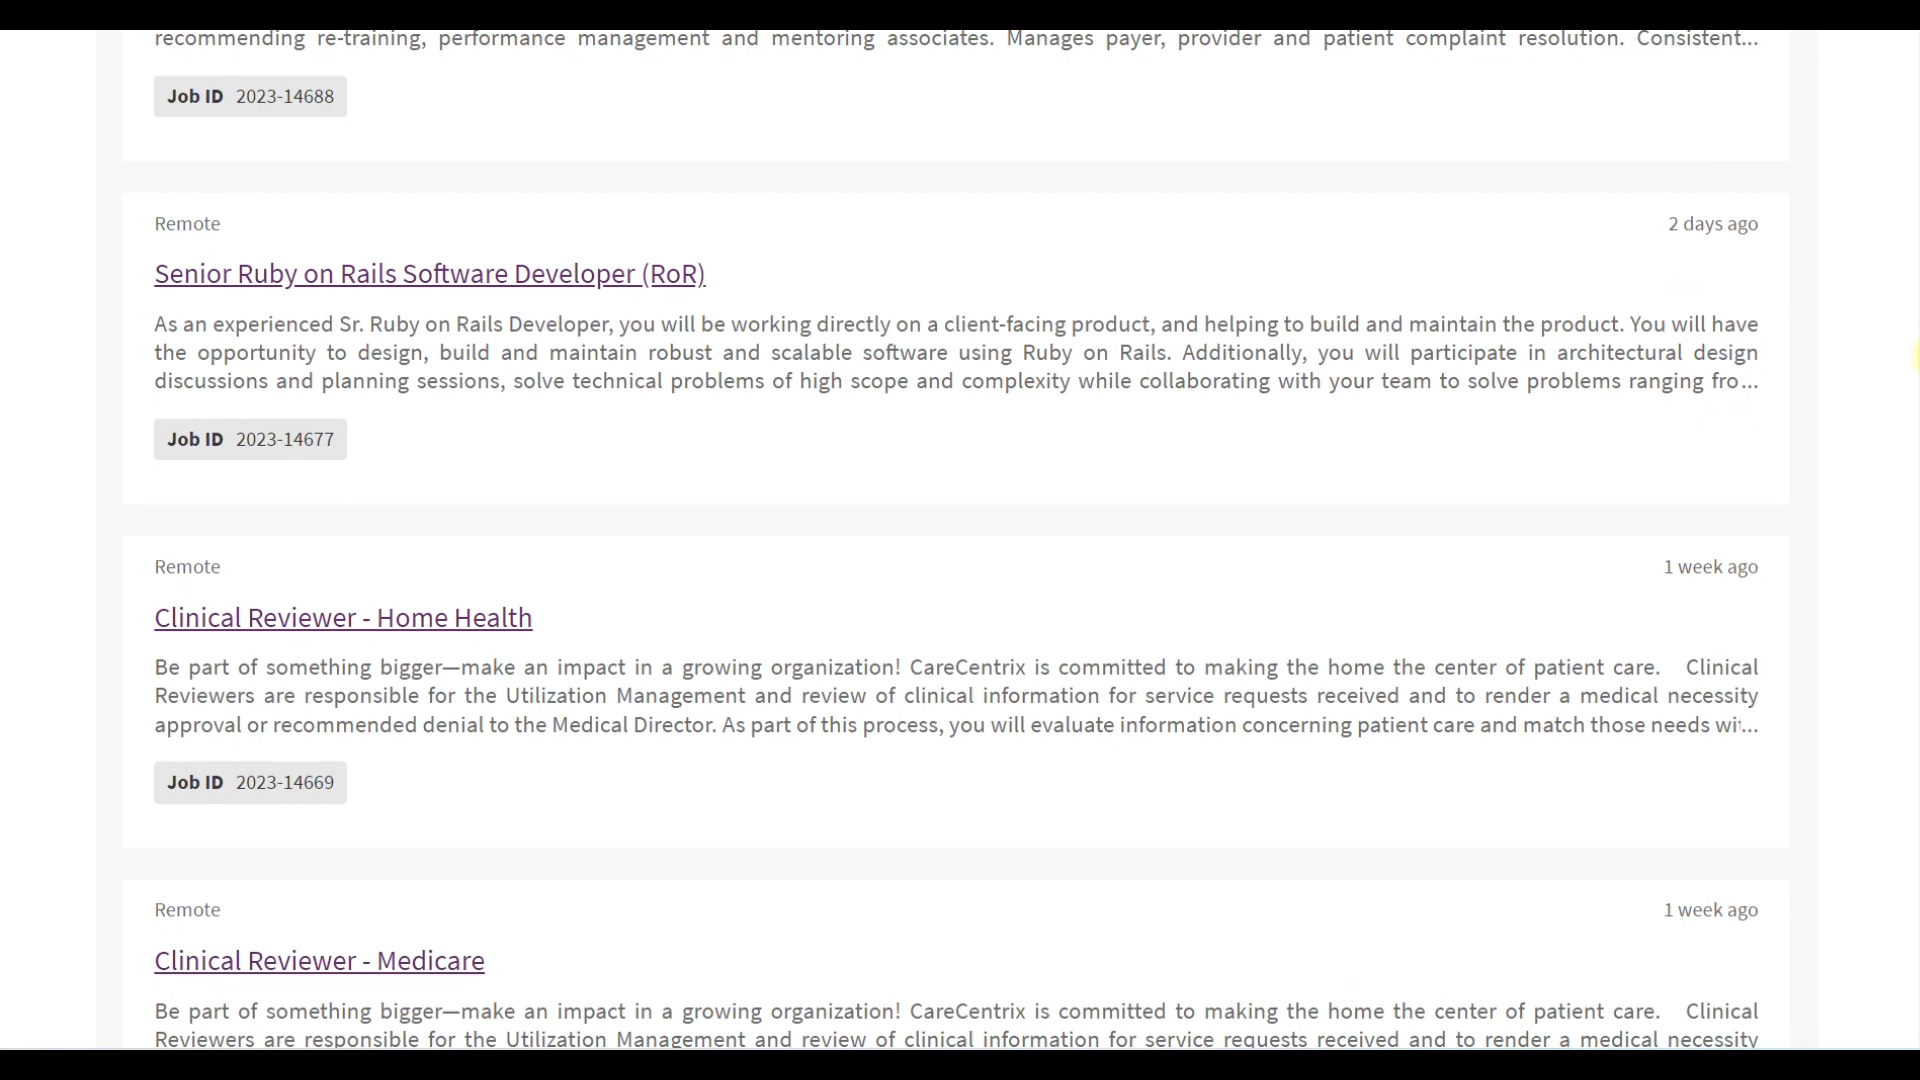 recommending re-training, performance management and mentoring associates. Manages payer, provider and patient complaint resolution. Consistent...
Job ID 2023-14688
Remote
2 days ago
Senior Ruby on Rails Software Developer (RoR)
As an experienced Sr. Ruby on Rails Developer, you will be working directly on a client-facing product, and helping to build and maintain the product. You will have
the opportunity to design, build and maintain robust and scalable software using Ruby on Rails. Additionally, you will participate in architectural design
discussions and planning sessions, solve technical problems of high scope and complexity while collaborating with your team to solve problems ranging fro...
Job ID 2023-14677
Remote
1 week ago
Clinical Reviewer - Home Health
Be part of something bigger—make an impact in a growing organization! CareCentrix is committed to making the home the center of patient care. Clinical
Reviewers are responsible for the Utilization Management and review of clinical information for service requests received and to render a medical necessity
approval or recommended denial to the Medical Director. As part of this process, you will evaluate information concerning patient care and match those needs wi...
Job ID 2023-14669
Remote
1 week ago
Clinical Reviewer - Medicare
Be part of something bigger—make an impact in a growing organization! CareCentrix is committed to making the home the center of patient care. Clinical
Reviewers are responsible for the Utilization Management and review of clinical information for service requests received and to render a medical necessity